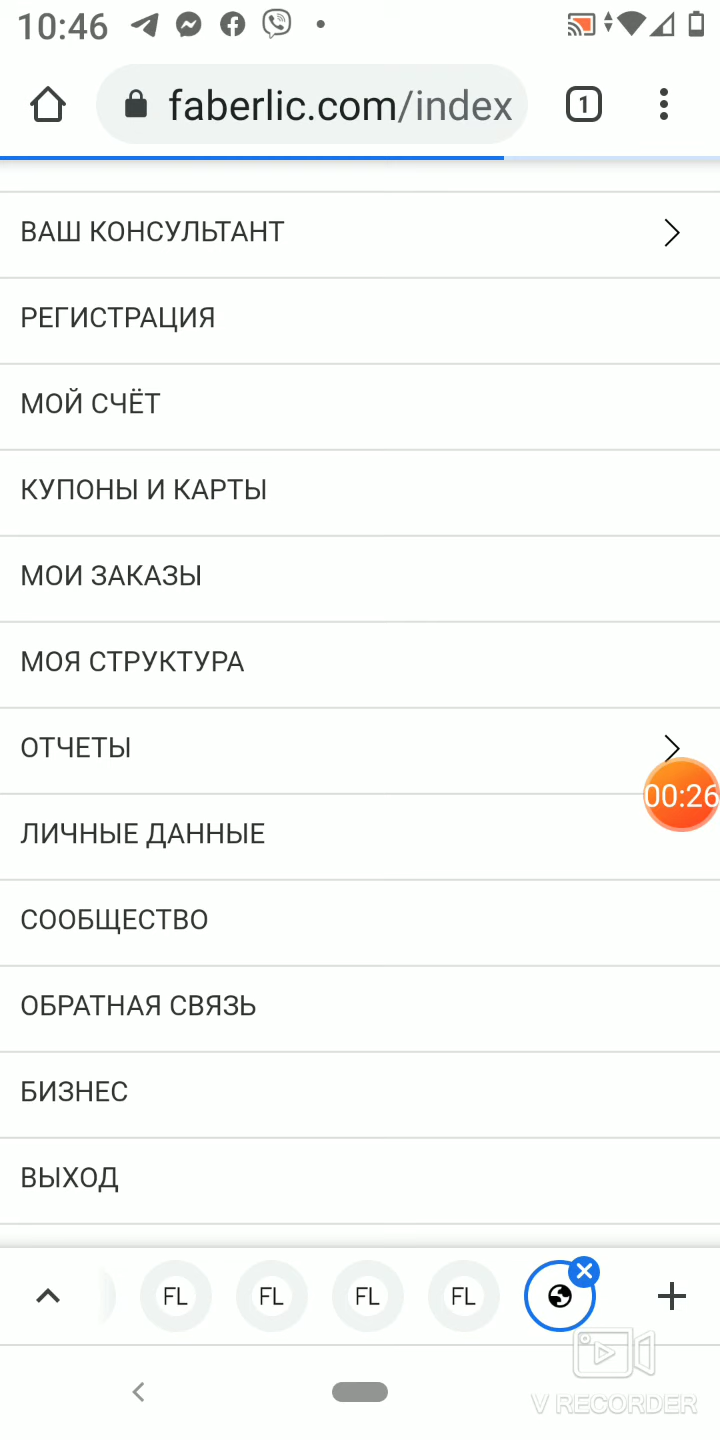 10:46
faberlic.com/index
1
ВАШ КОНСУЛЬТАНТ
РЕГИСТРАЦИЯ
МОЙ СЧЁТ
КУПОНЫ И КАРТЫ
МОИ ЗАКАЗЫ
МОЯ СТРУКТУРА
ОТЧЕТЫ
00:26
ЛИЧНЫЕ ДАННЫЕ
СООБЩЕСТВО
ОБРАТНАЯ СВЯЗЬ
БИЗНЕС
ВЫХОД
FL FL FL FL
V RECORDER